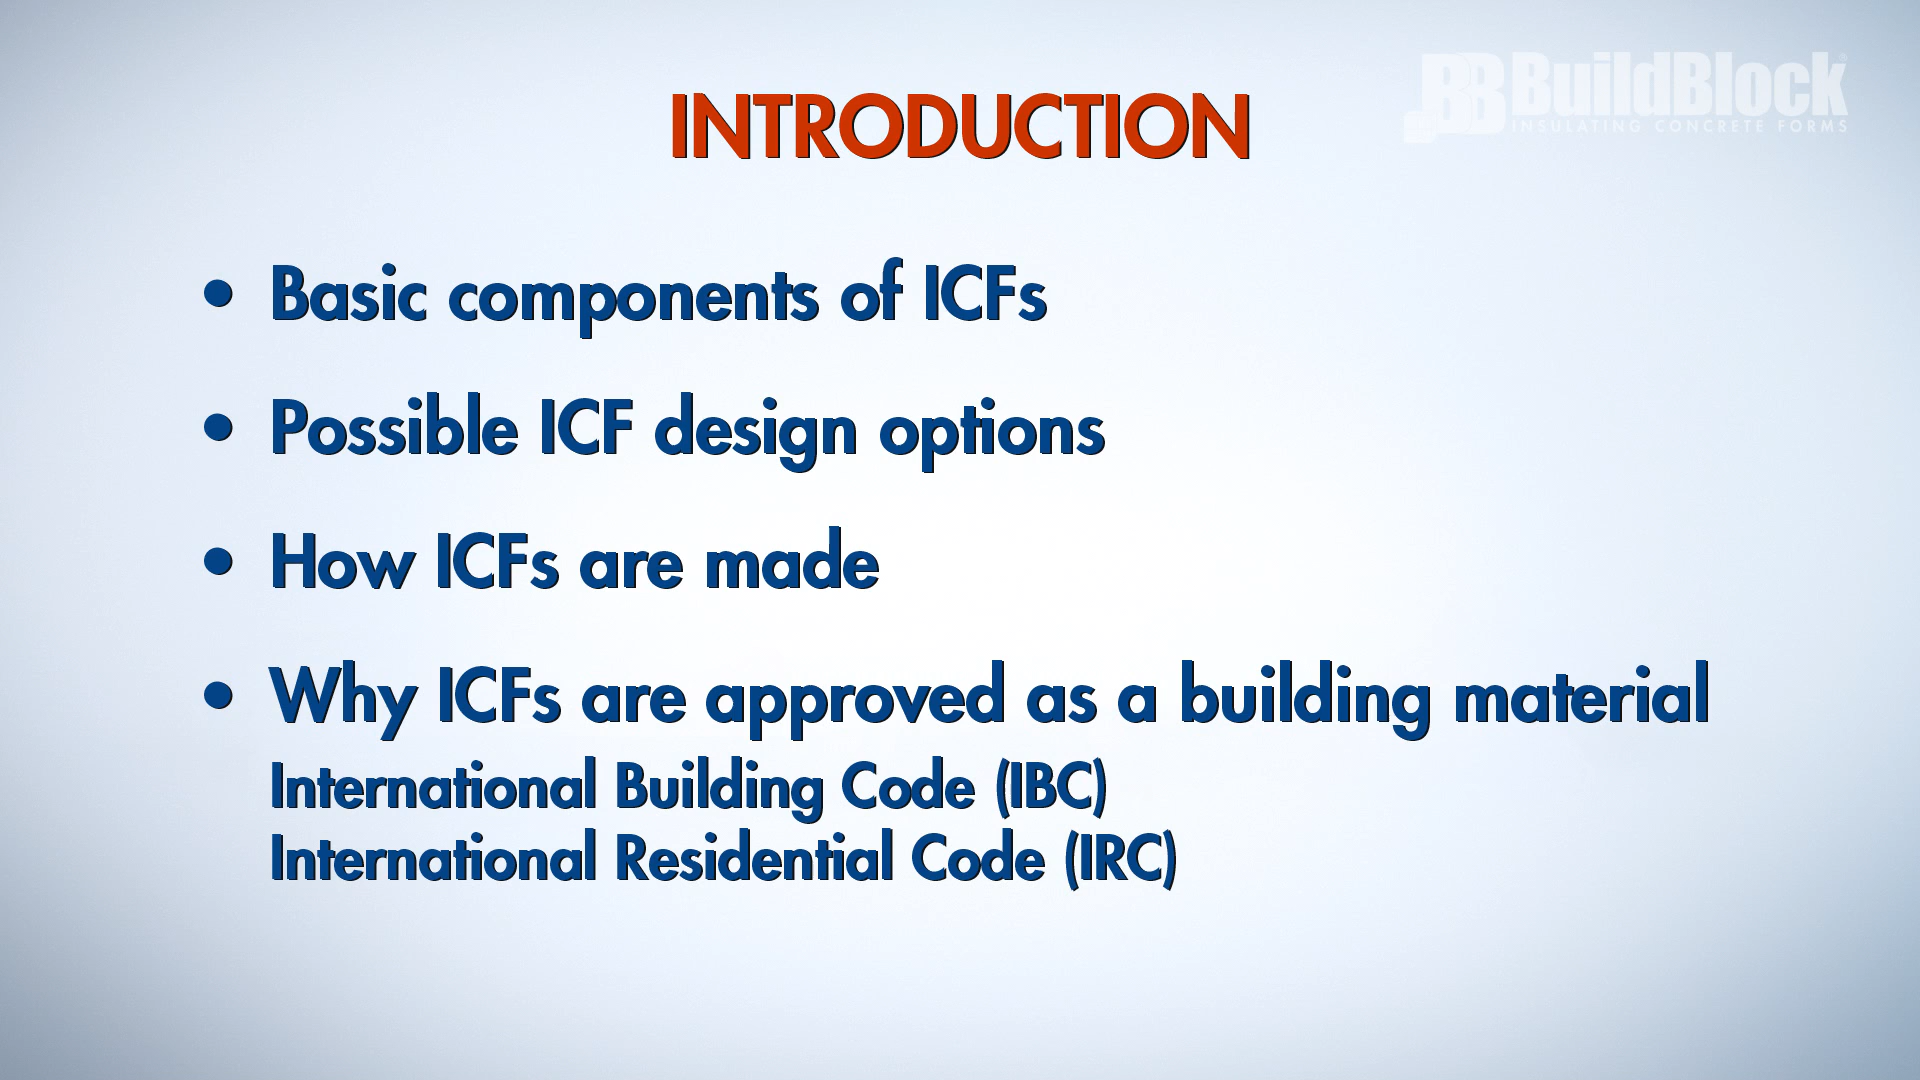 BB BuildBlock
INSULATING CONCRETE FORMS
INTRODUCTION
• Basic components of ICFs
• Possible ICF design options
• How ICFs are made
• Why ICFs are approved as a building material
International Building Code (IBC)
International Residential Code (IRC)